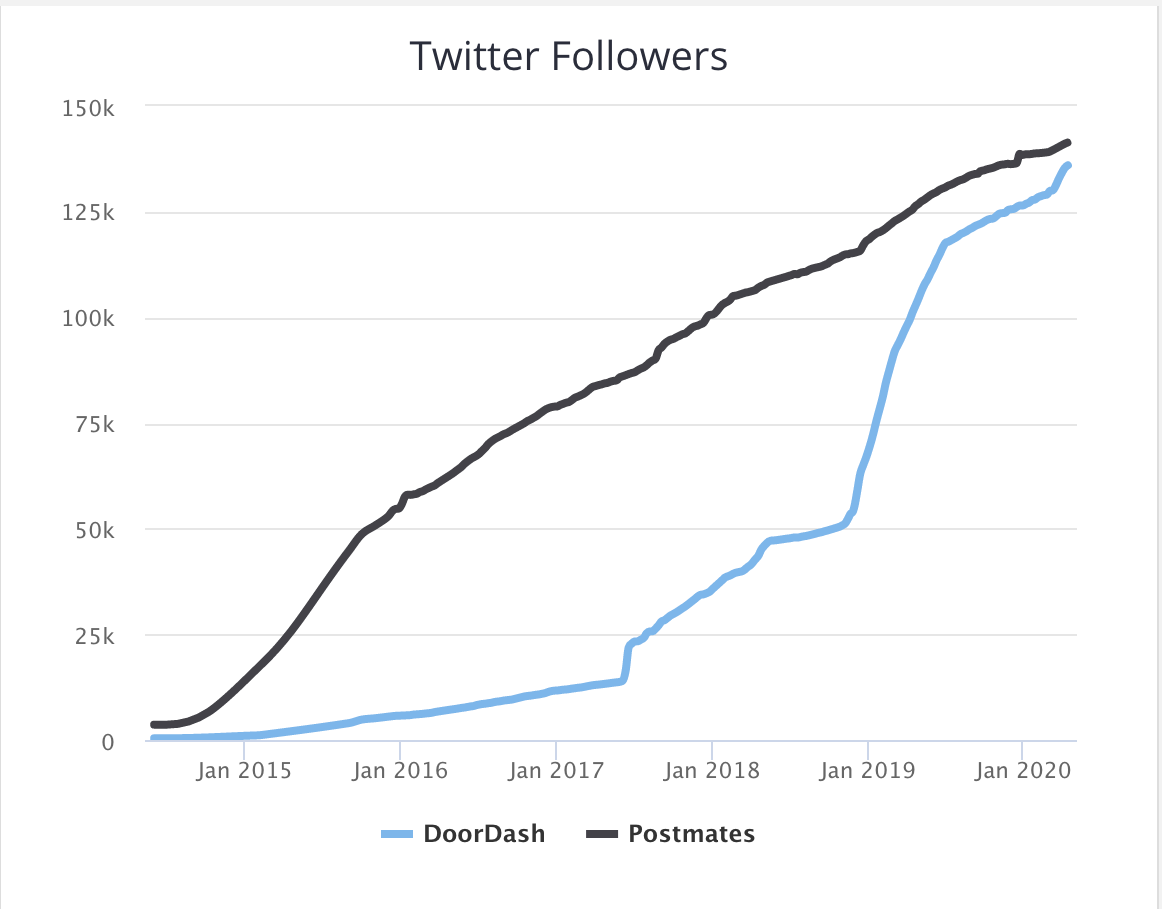 Twitter Followers
150k
125k
100k
75k
50k
25k
0
Jan 2015 Jan 2016 Jan 2017 Jan 2018 Jan 2019 Jan 2020
DoorDash Postmates